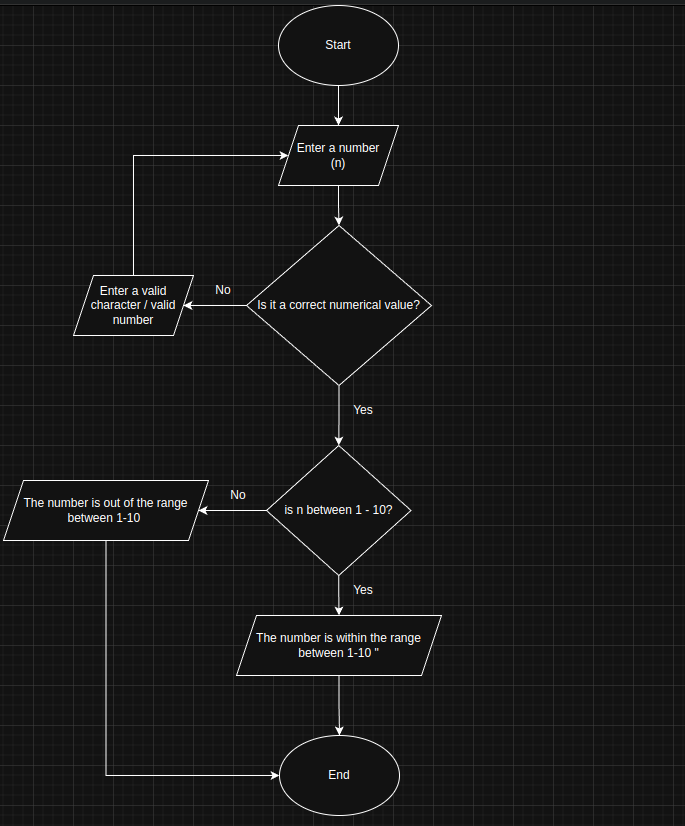 Start
Enter a number
(n)
Is it a correct numerical value?
No
Enter a valid
character / valid
number
Yes
is n between 1 - 10?
No
The number is out of the range
between 1-10
Yes
The number is within the range
between 1-10 "
End